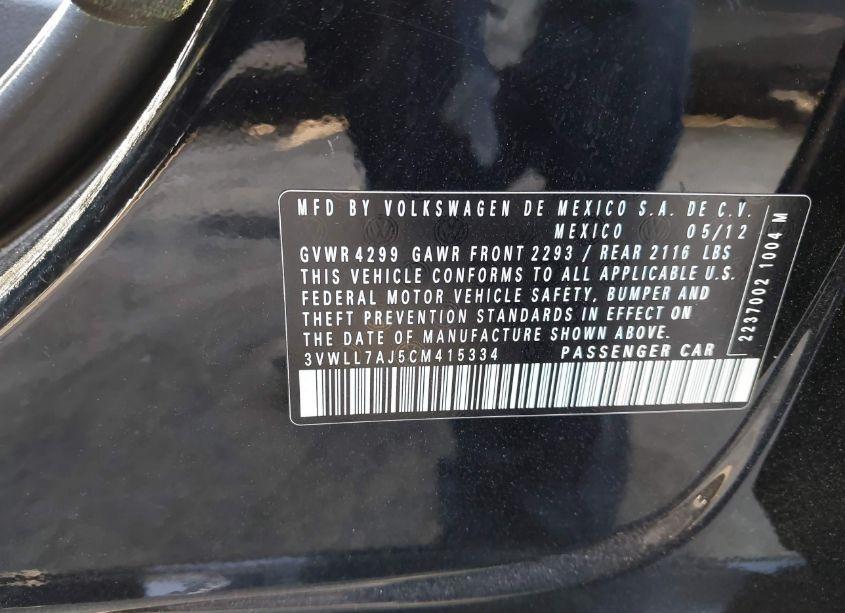 MFD BY VOLKSWAGEN DE MEXICO S.A. DE C.V.
MEXICO 05/12
GVWR 4299 GAWR FRONT 2293 / REAR 2116 LBS
THIS VEHICLE CONFORMS TO ALL APPLICABLE U.S.
FEDERAL MOTOR VEHICLE SAFETY, BUMPER AND
THEFT PREVENTION STANDARDS IN EFFECT ON
THE DATE OF MANUFACTURE SHOWN ABOVE.
3VWLL7AJ5CM415334 PASSENGER CAR
2237002 1004 M